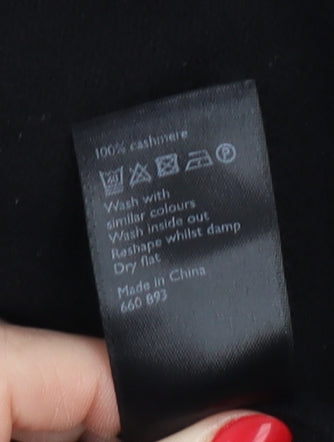 100% cashmere
Wash with
similar colours
Wash inside out
Reshape whilst damp
Dry flat
Made in China
660 893